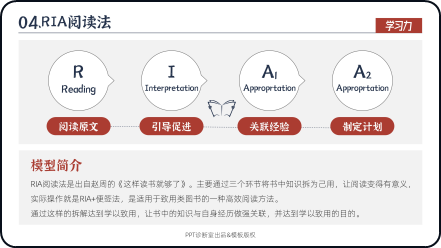 04.RIA阅读法
学习力
R
Reading
I
Interpretation
A1
Appropriation
A2
Appropriation
阅读原文
引导促进
关联经验
制定计划
模型简介
RIA阅读法是出自赵周的《这样读书就够了》。主要通过三个环节将书中知识拆为己用，让阅读变得有意义，
实际操作就是RIA+便签法，是适用于致用类图书的一种高效阅读方法。
通过这样的拆解达到学以致用，让书中的知识与自身经历做强关联，并达到学以致用的目的。
PPT诊断室出品&模板版权